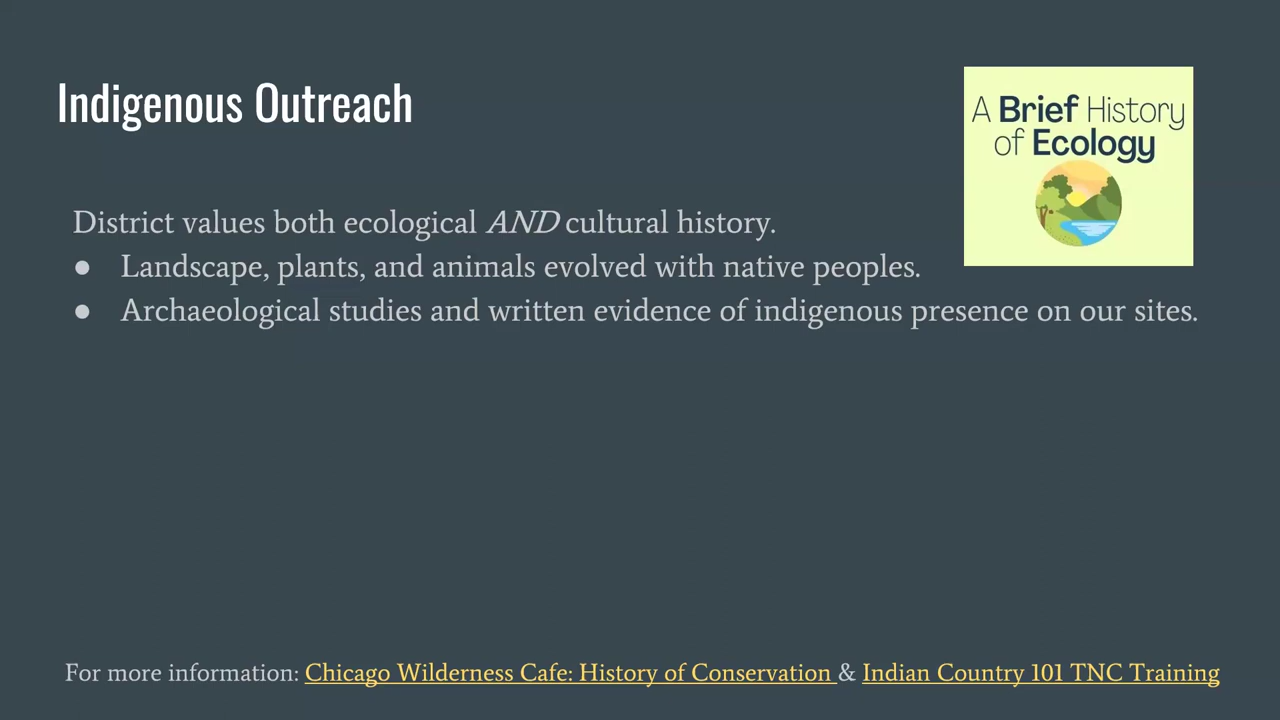 Indigenous Outreach
A Brief History
of Ecology
District values both ecological AND cultural history.
● Landscape, plants, and animals evolved with native peoples.
● Archaeological studies and written evidence of indigenous presence on our sites.
For more information: Chicago Wilderness Cafe: History of Conservation & Indian Country 101 TNC Training